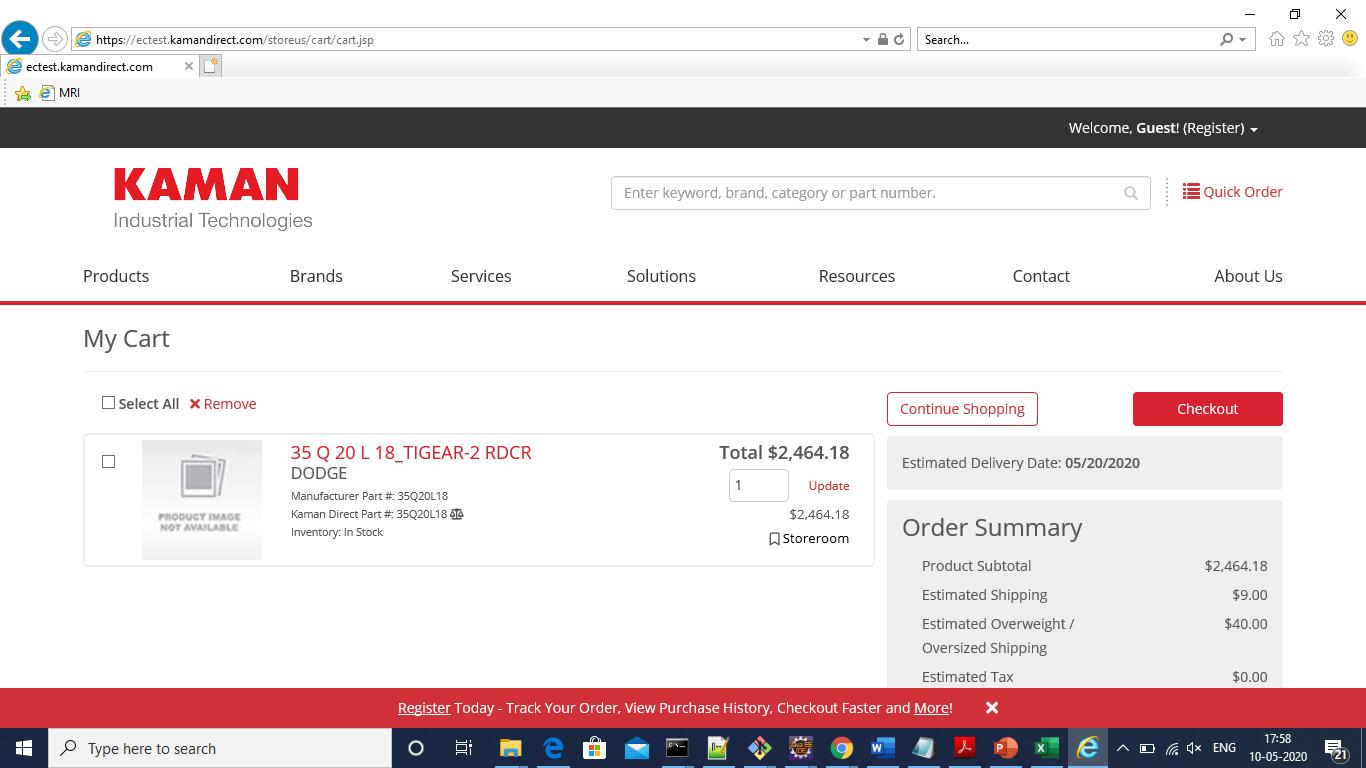 https://ectest.kamandirect.com/storeus/cart/cart.jsp
Search...
ectest.kamandirect.com
MRI
Welcome, Guest! (Register)
KAMAN
Industrial Technologies
Enter keyword, brand, category or part number.
Quick Order
Products Brands Services Solutions Resources Contact About Us
My Cart
Select All Remove
Continue Shopping
Checkout
PRODUCT IMAGE
NOT AVAILABLE
35 Q 20 L 18_TIGEAR-2 RDCR
DODGE
Manufacturer Part #: 35Q20L18
Kaman Direct Part #: 35Q20L18
Inventory: In Stock
Total $2,464.18
1 Update
$2,464.18
Storeroom
Estimated Delivery Date: 05/20/2020
Order Summary
Product Subtotal $2,464.18
Estimated Shipping $9.00
Estimated Overweight / $40.00
Oversized Shipping
Estimated Tax $0.00
Register Today - Track Your Order, View Purchase History, Checkout Faster and More!
Type here to search
ENG
17:58
10-05-2020
21